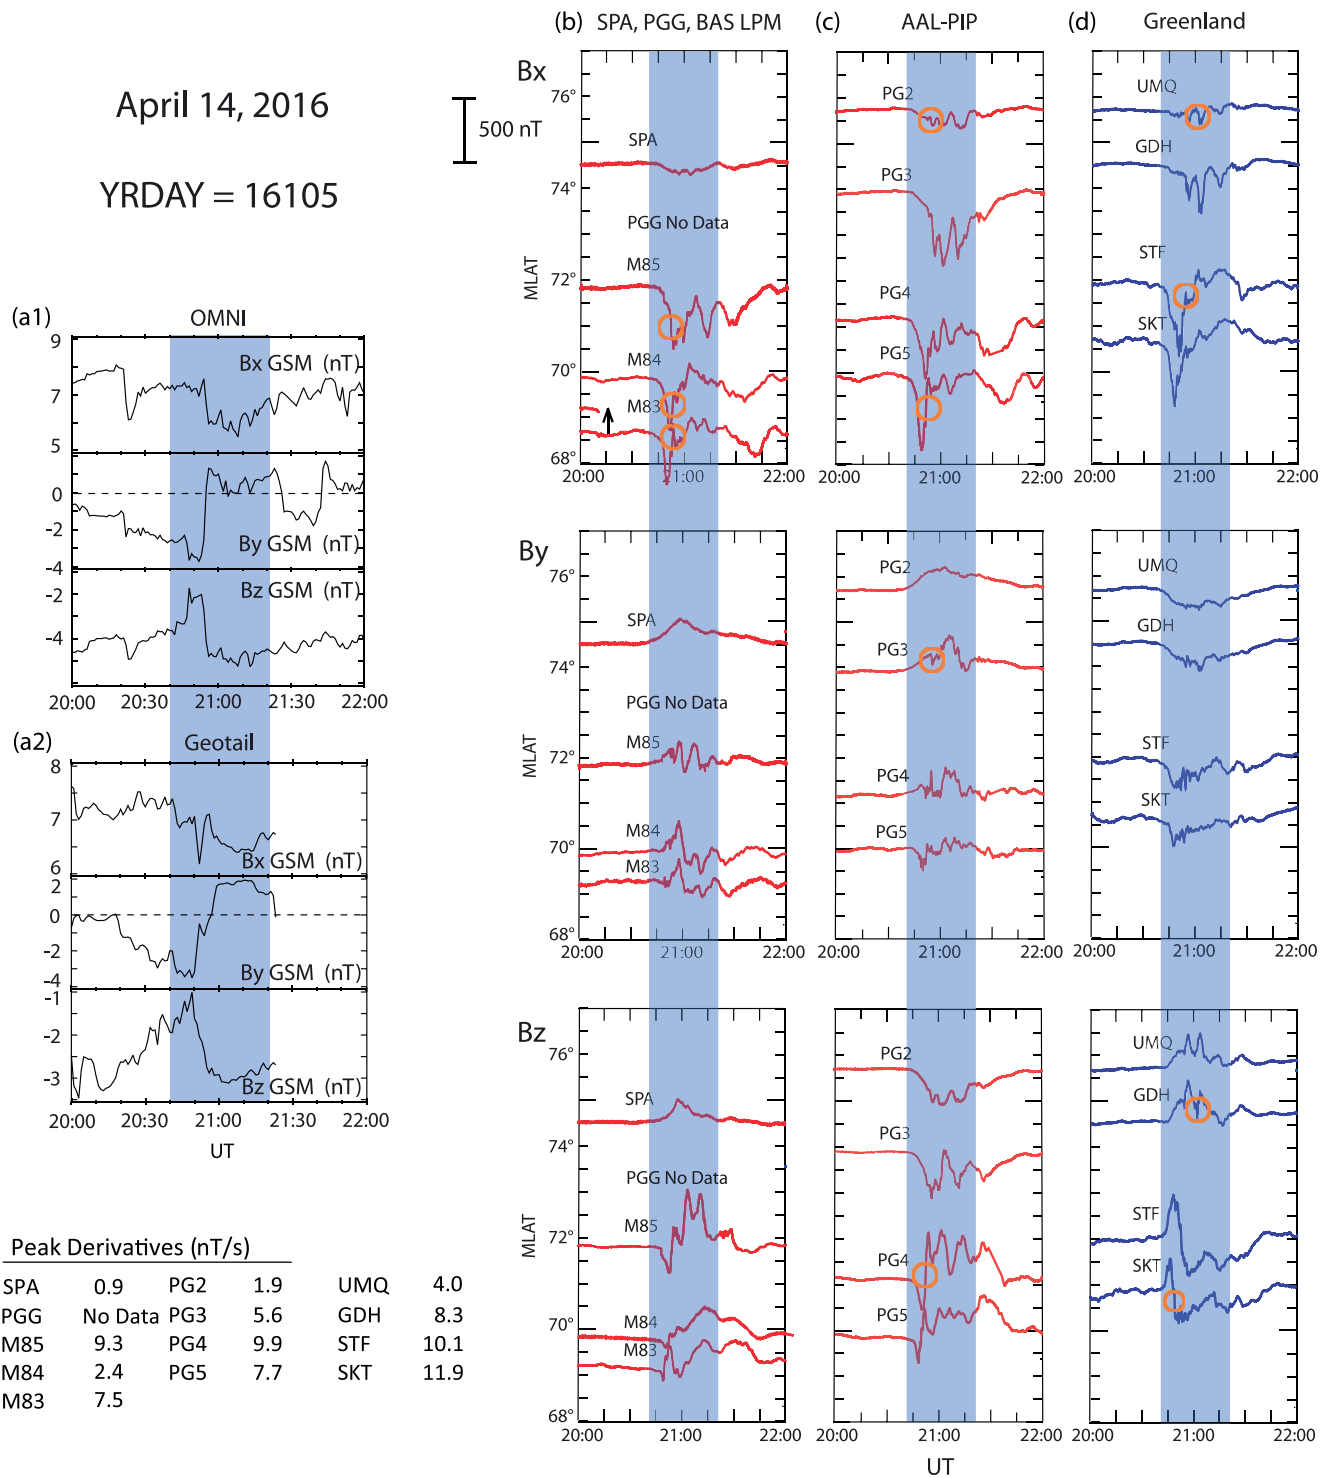 April 14, 2016
YRDAY = 16105
500 nT
(a1)
OMNI
9
7
5
Bx GSM (nT)
0
-2
-4
By GSM (nT)
-2
-4
Bz GSM (nT)
20:00 20:30 21:00 21:30 22:00
(a2)
Geotail
8
7
6
Bx GSM (nT)
2
0
-2
-4
By GSM (nT)
-1
-2
-3
Bz GSM (nT)
20:00 20:30 21:00 21:30 22:00
UT
Peak Derivatives (nT/s)
SPA 0.9 PG2 1.9 UMQ 4.0
PGG No Data PG3 5.6 GDH 8.3
M85 9.3 PG4 9.9 STF 10.1
M84 2.4 PG5 7.7 SKT 11.9
M83 7.5
(b) SPA, PGG, BAS LPM
(c) AAL-PIP
(d) Greenland
Bx
MLAT
76°
74°
72°
70°
68°
SPA
PGG No Data
M85
M84
M83
20:00 21:00 22:00
PG2
PG3
PG4
PG5
20:00 21:00 22:00
UMQ
GDH
STF
SKT
20:00 21:00 22:00
By
MLAT
76°
74°
72°
70°
68°
SPA
PGG No Data
M85
M84
M83
20:00 21:00 22:00
PG2
PG3
PG4
PG5
20:00 21:00 22:00
UMQ
GDH
STF
SKT
20:00 21:00 22:00
Bz
MLAT
76°
74°
72°
70°
68°
SPA
PGG No Data
M85
M84
M83
20:00 21:00 22:00
PG2
PG3
PG4
PG5
20:00 21:00 22:00
UMQ
GDH
STF
SKT
20:00 21:00 22:00
UT